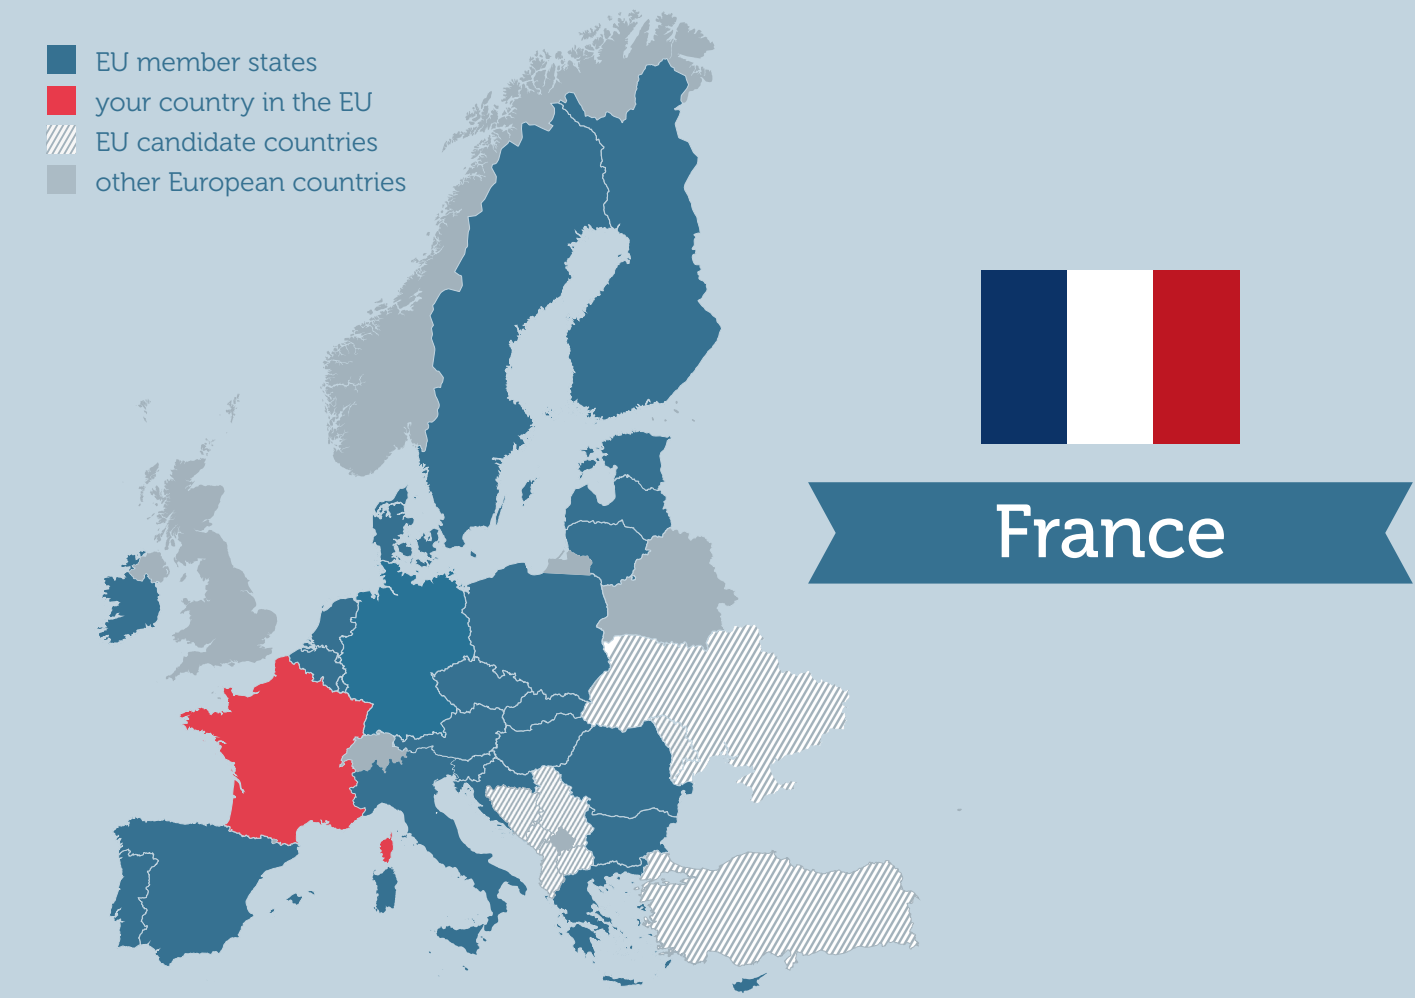 EU member states
your country in the EU
EU candidate countries
other European countries
France